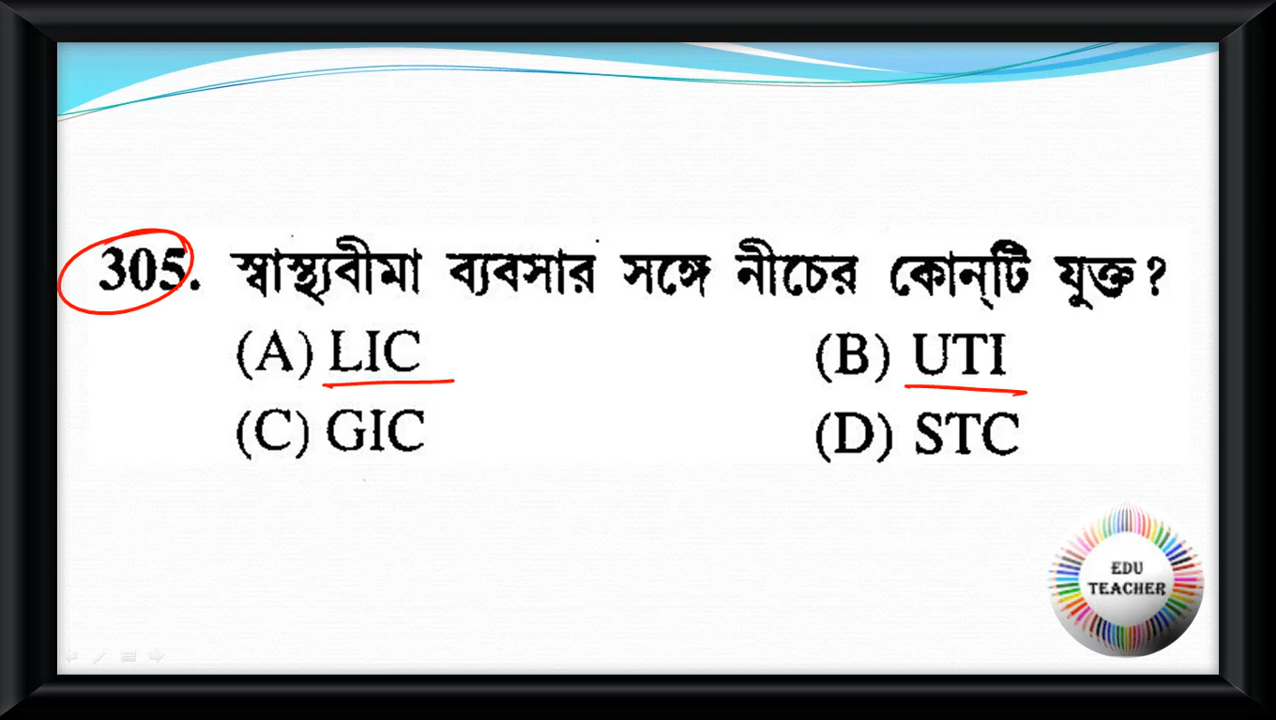 305. স্বাস্থ্যবীমা ব্যবসার সঙ্গে নীচের কোন্‌টি যুক্ত?
(A) LIC (B) UTI
(C) GIC (D) STC
EDU
TEACHER